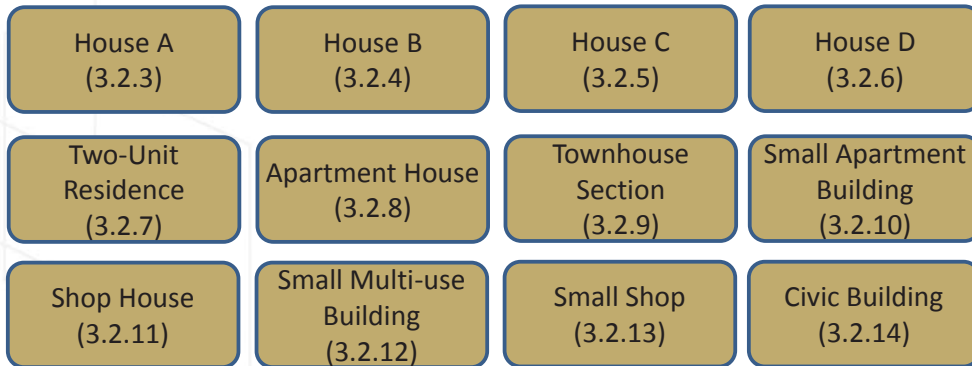 House A
(3.2.3)
House B
(3.2.4)
House C
(3.2.5)
House D
(3.2.6)
Two-Unit
Residence
(3.2.7)
Apartment House
(3.2.8)
Townhouse
Section
(3.2.9)
Small Apartment
Building
(3.2.10)
Shop House
(3.2.11)
Small Multi-use
Building
(3.2.12)
Small Shop
(3.2.13)
Civic Building
(3.2.14)